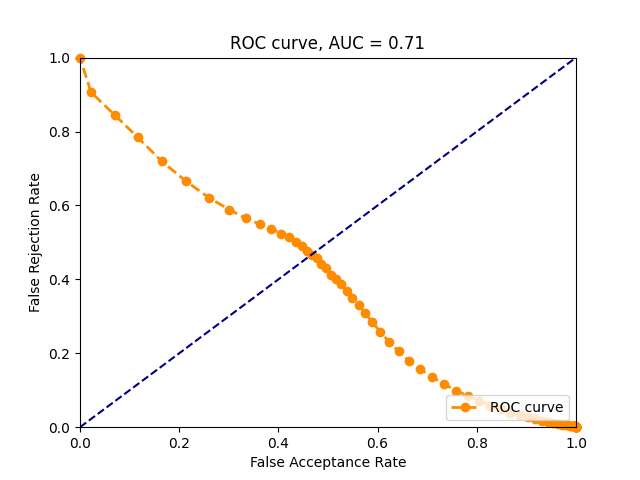 ROC curve, AUC = 0.71
1.0
0.8
0.6
0.4
0.2
0.0
False Rejection Rate
ROC curve
0.0 0.2 0.4 0.6 0.8 1.0
False Acceptance Rate